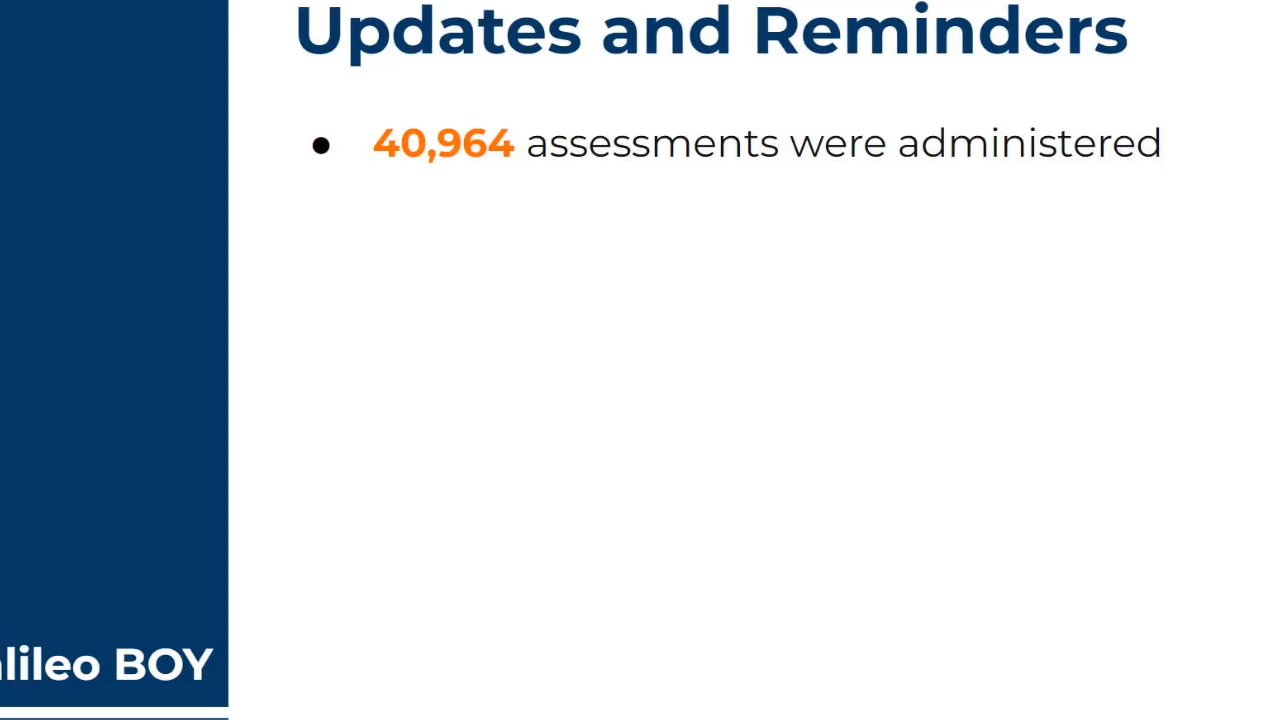 Updates and Reminders
● 40,964 assessments were administered
lileo BOY